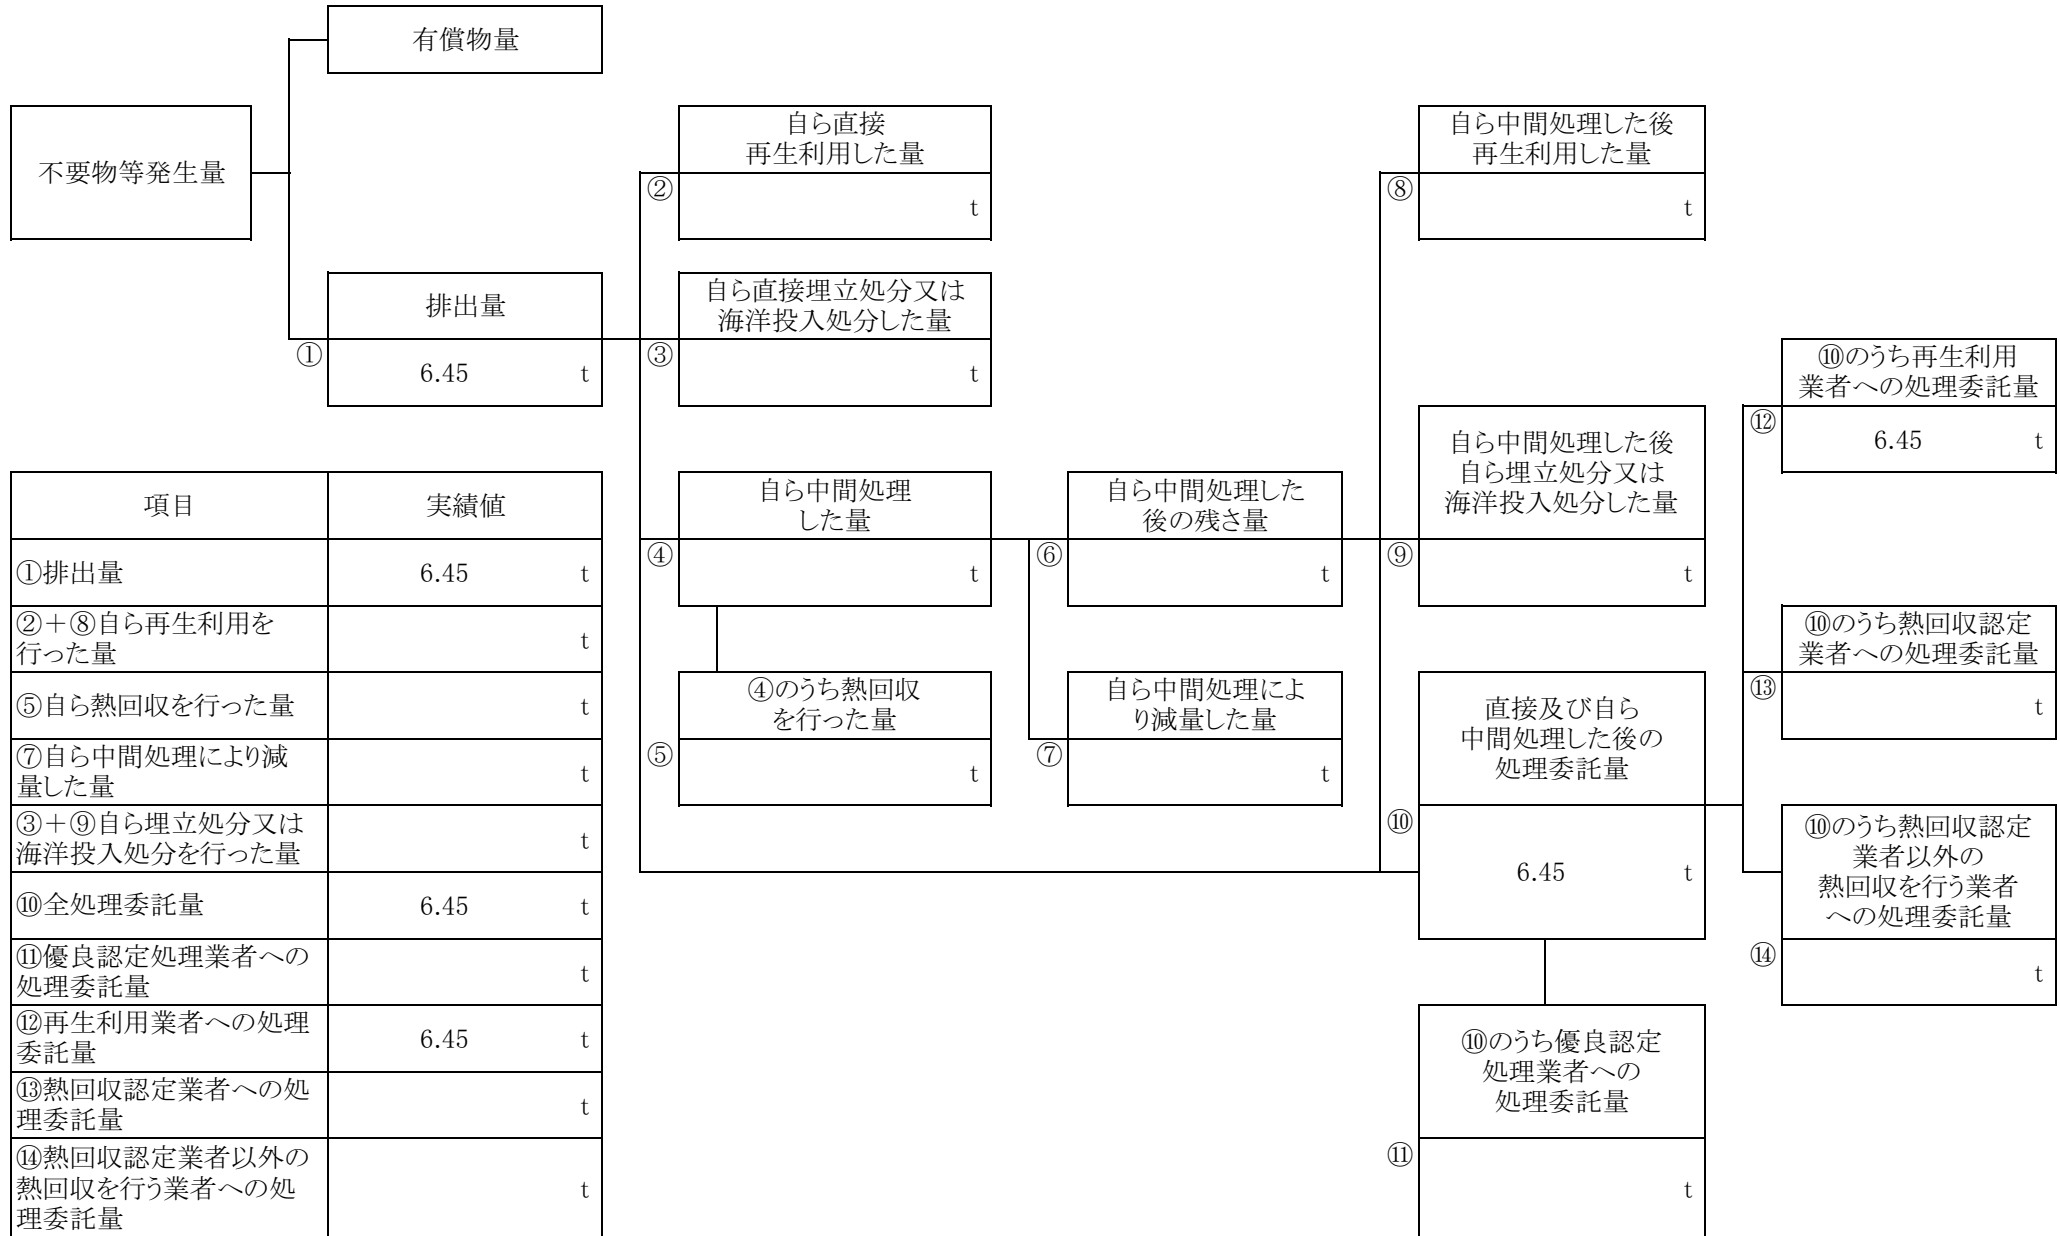 有償物量
不要物等発生量
排出量
①
6.45 t
自ら直接
再生利用した量
②
t
自ら直接埋立処分又は
海洋投入処分した量
③
t
自ら中間処理
した量
④
t
④のうち熱回収
を行った量
⑤
t
自ら中間処理した
後の残さ量
⑥
t
自ら中間処理によ
り減量した量
⑦
t
自ら中間処理した後
再生利用した量
⑧
t
自ら中間処理した後
自ら埋立処分又は
海洋投入処分した量
⑨
t
直接及び自ら
中間処理した後の
処理委託量
⑩
6.45 t
⑩のうち優良認定
処理業者への
処理委託量
⑪
t
⑩のうち再生利用
業者への処理委託量
⑫
6.45 t
⑩のうち熱回収認定
業者への処理委託量
⑬
t
⑩のうち熱回収認定
業者以外の
熱回収を行う業者
への処理委託量
⑭
t
項目 実績値
①排出量 6.45 t
②＋⑧自ら再生利用を
行った量 t
⑤自ら熱回収を行った量 t
⑦自ら中間処理により減
量した量 t
③＋⑨自ら埋立処分又は
海洋投入処分を行った量 t
⑩全処理委託量 6.45 t
⑪優良認定処理業者への
処理委託量 t
⑫再生利用業者への処理
委託量 6.45 t
⑬熱回収認定業者への処
理委託量 t
⑭熱回収認定業者以外の
熱回収を行う業者への処
理委託量 t